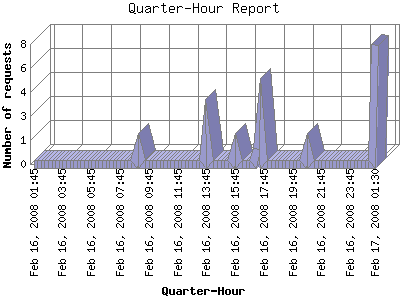 Quarter-Hour Report
Number of requests
8
6
4
3
1
0
Feb 16, 2008 01:45
Feb 16, 2008 03:45
Feb 16, 2008 05:45
Feb 16, 2008 07:45
Feb 16, 2008 09:45
Feb 16, 2008 11:45
Feb 16, 2008 13:45
Feb 16, 2008 15:45
Feb 16, 2008 17:45
Feb 16, 2008 19:45
Feb 16, 2008 21:45
Feb 16, 2008 23:45
Feb 17, 2008 01:30
Quarter-Hour